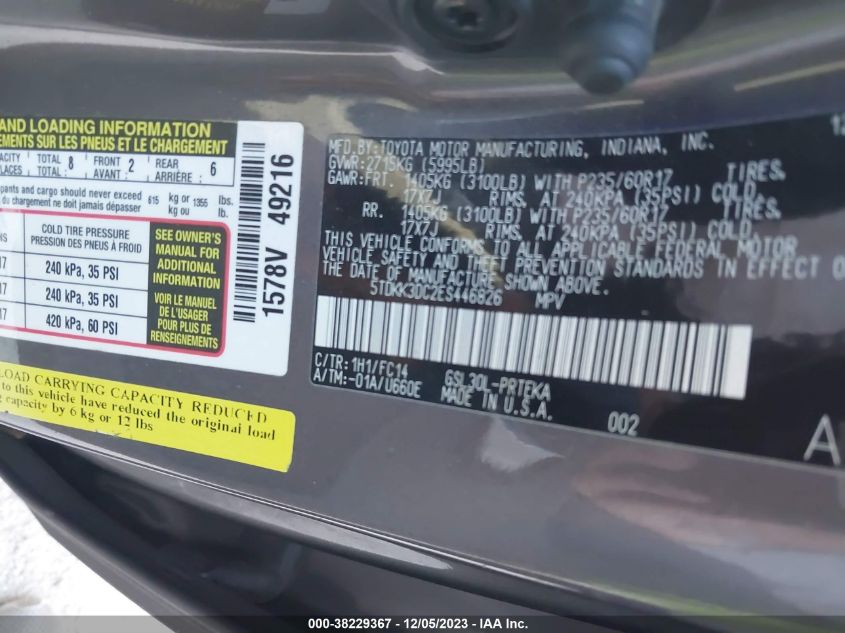 AND LOADING INFORMATION
EMENTS SUR LES PNEUS ET LE CHARGEMENT
TOTAL 8 FRONT 2 REAR 6
TOTAL AVANT ARRIÈRE :
pants and cargo should never exceed 615 kg or 1355 lbs.
du chargement ne doit jamais dépasser kg ou lb.
COLD TIRE PRESSURE
PRESSION DES PNEUS À FROID
240 kPa, 35 PSI
240 kPa, 35 PSI
420 kPa, 60 PSI
SEE OWNER'S
MANUAL FOR
ADDITIONAL
INFORMATION
VOIR LE MANUEL
DE L'USAGER
POUR PLUS DE
RENSEIGNEMENTS
1578V 49216
LOAD CARRYING CAPACITY REDUCED
to this vehicle have reduced the original load
capacity by 6 kg or 12 lbs
MFD.BY:TOYOTA MOTOR MANUFACTURING, INDIANA, INC.
GVWR:2715KG (5995LB)
GAWR:FRT. 1405KG (3100LB) WITH P235/60R17 TIRES.
17X7J RIMS. AT 240KPA (35PSI) COLD.
RR. 1405KG (3100LB) WITH P235/60R17 TIRES.
17X7J RIMS. AT 240KPA (35PSI) COLD.
THIS VEHICLE CONFORMS TO ALL APPLICABLE FEDERAL MOTOR
VEHICLE SAFETY AND THEFT PREVENTION STANDARDS IN EFFECT O
THE DATE OF MANUFACTURE SHOWN ABOVE.
5TDKK3DC2ES446826 MPV
C/TR:1H1/FC14 GSL30L-PRTEKA
A/TM:-01A/U660E MADE IN U.S.A.
002
A
000-38229367 - 12/05/2023 - IAA Inc.